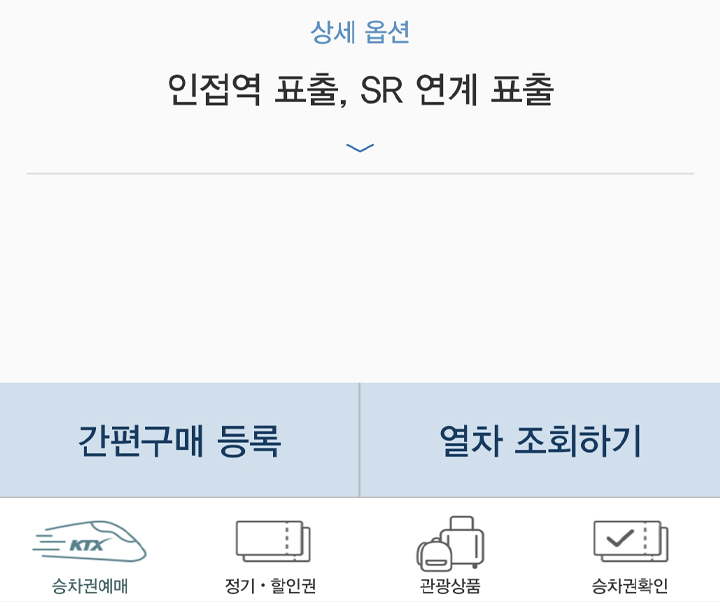 상세 옵션
인접역 표출, SR 연계 표출
간편구매 등록
열차 조회하기
KTX
승차권예매
정기·할인권
관광상품
승차권확인